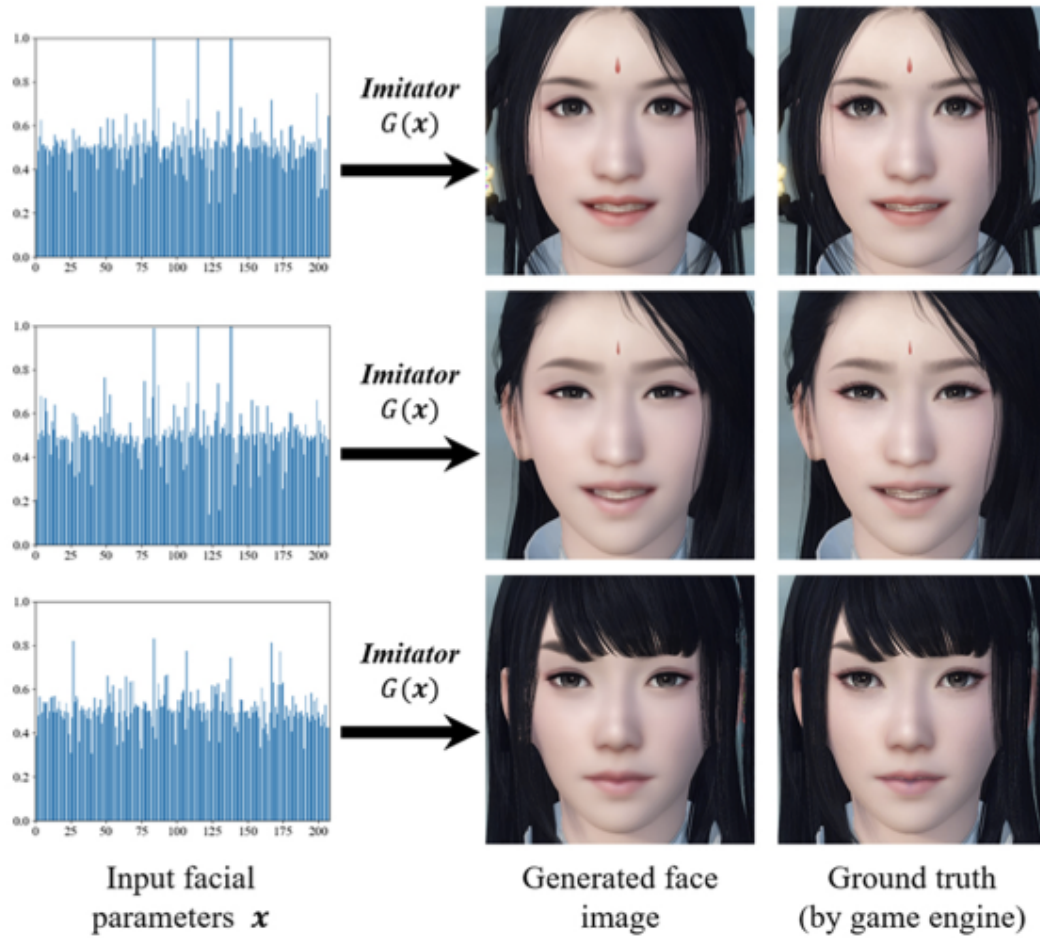 1.0
0.8
0.6
0.4
0.2
0.0
0 25 50 75 100 125 150 175 200
Imitator
G(x)
1.0
0.8
0.6
0.4
0.2
0.0
0 25 50 75 100 125 150 175 200
Imitator
G(x)
1.0
0.8
0.6
0.4
0.2
0.0
0 25 50 75 100 125 150 175 200
Imitator
G(x)
Input facial
parameters x
Generated face
image
Ground truth
(by game engine)